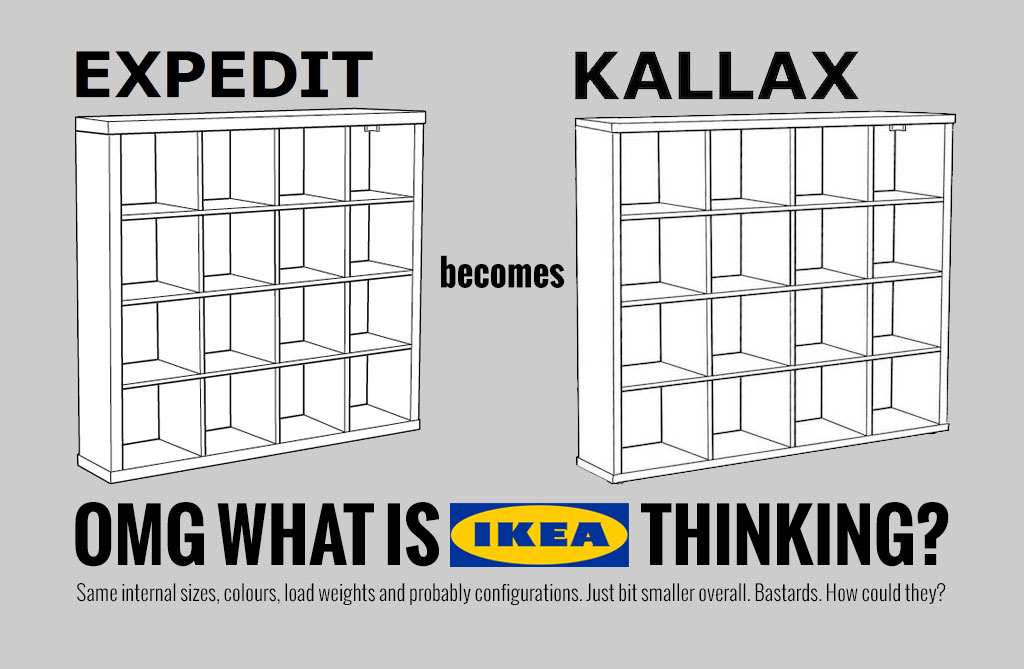 EXPEDIT
KALLAX
becomes
OMG WHAT IS IKEA THINKING?
Same internal sizes, colours, load weights and probably configurations. Just bit smaller overall. Bastards. How could they?